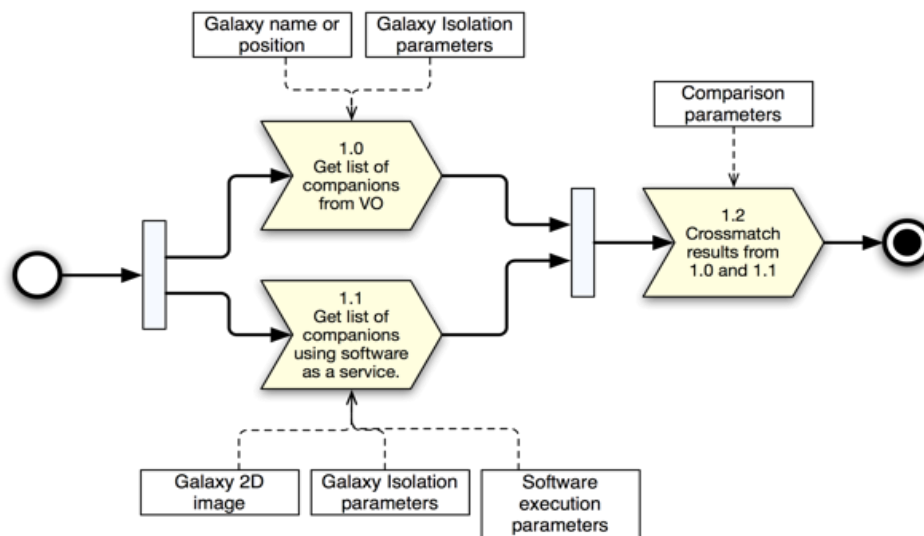 Galaxy name or
position
Galaxy Isolation
parameters
Comparison
parameters
1.0
Get list of
companions
from VO
1.2
Crossmatch
results from
1.0 and 1.1
1.1
Get list of
companions
using software
as a service.
Galaxy 2D
image
Galaxy Isolation
parameters
Software
execution
parameters